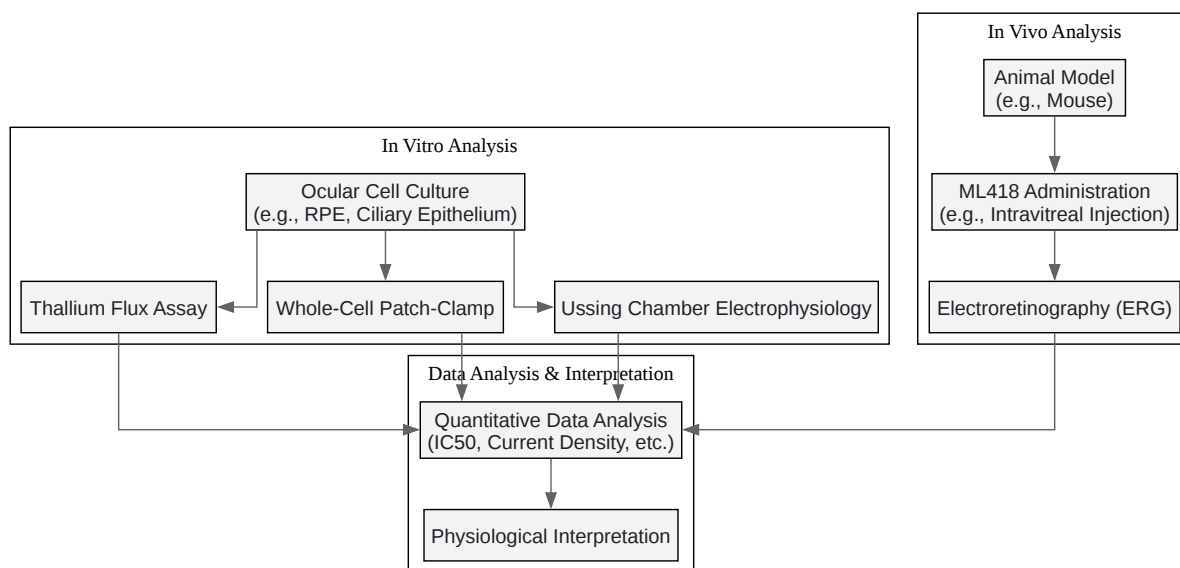 In Vivo Analysis
Animal Model
(e.g., Mouse)
ML418 Administration
(e.g., Intravitreal Injection)
Electroretinography (ERG)
In Vitro Analysis
Ocular Cell Culture
(e.g., RPE, Ciliary Epithelium)
Thallium Flux Assay
Whole-Cell Patch-Clamp
Ussing Chamber Electrophysiology
Data Analysis & Interpretation
Quantitative Data Analysis
(IC50, Current Density, etc.)
Physiological Interpretation